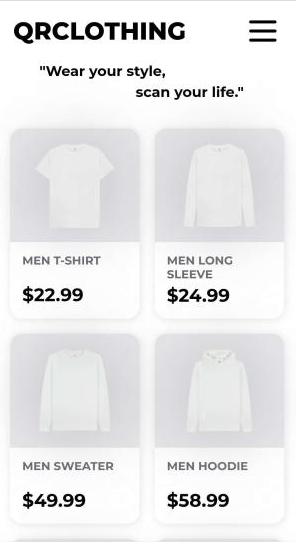 QRCLOTHING
"Wear your style,
scan your life."
MEN T-SHIRT
$22.99
MEN LONG
SLEEVE
$24.99
MEN SWEATER
$49.99
MEN HOODIE
$58.99